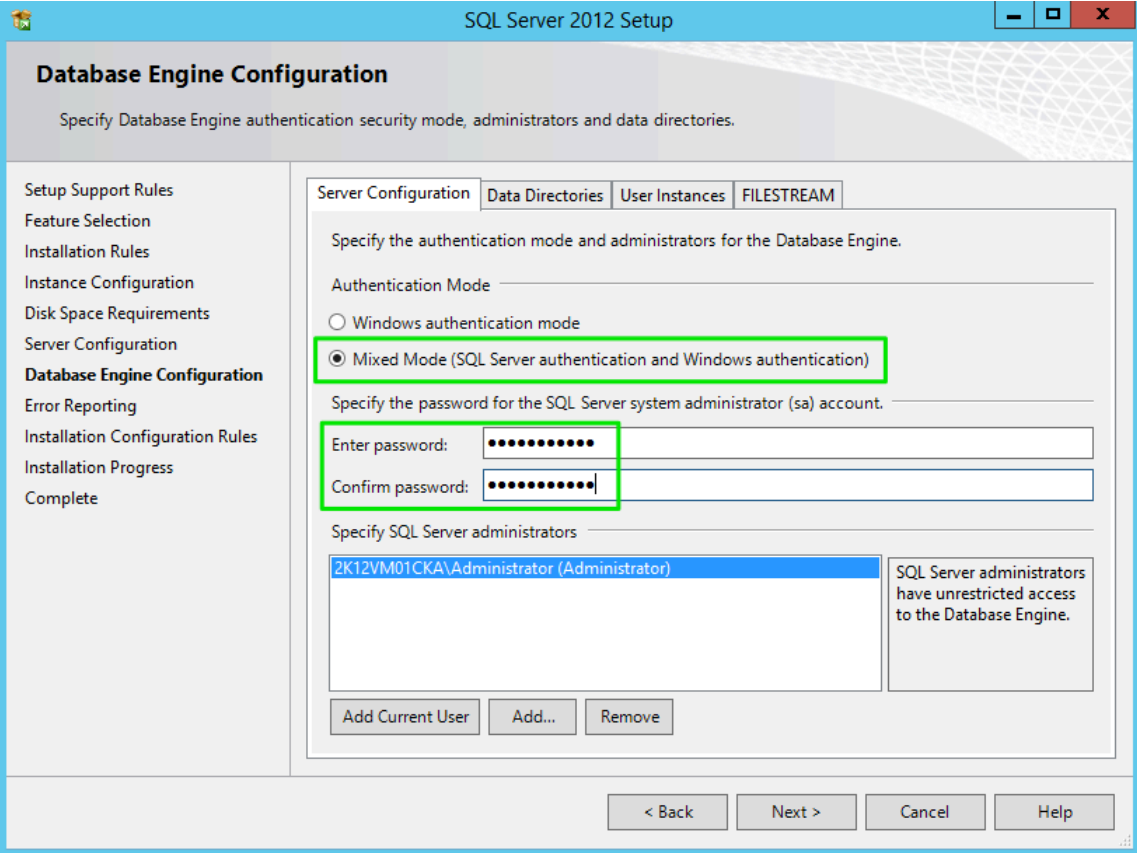 SQL Server 2012 Setup
Database Engine Configuration
Specify Database Engine authentication security mode, administrators and data directories.
Setup Support Rules
Feature Selection
Installation Rules
Instance Configuration
Disk Space Requirements
Server Configuration
Database Engine Configuration
Error Reporting
Installation Configuration Rules
Installation Progress
Complete
Server Configuration Data Directories User Instances FILESTREAM
Specify the authentication mode and administrators for the Database Engine.
Authentication Mode
Windows authentication mode
Mixed Mode (SQL Server authentication and Windows authentication)
Specify the password for the SQL Server system administrator (sa) account.
Enter password: ●●●●●●●●●●●
Confirm password: ●●●●●●●●●●●
Specify SQL Server administrators
2K12VM01CKA\Administrator (Administrator)
SQL Server administrators
have unrestricted access
to the Database Engine.
Add Current User Add... Remove
< Back Next > Cancel Help